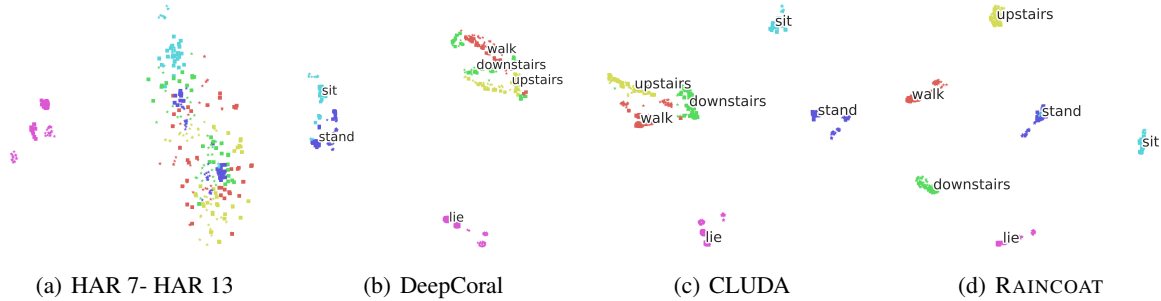 walk
downstairs
upstairs
sit
stand
lie
(b) DeepCoral
(a) HAR 7- HAR 13
sit
upstairs
downstairs
walk
stand
lie
(c) CLUDA
upstairs
walk
stand
sit
downstairs
lie
(d) RAINCOAT